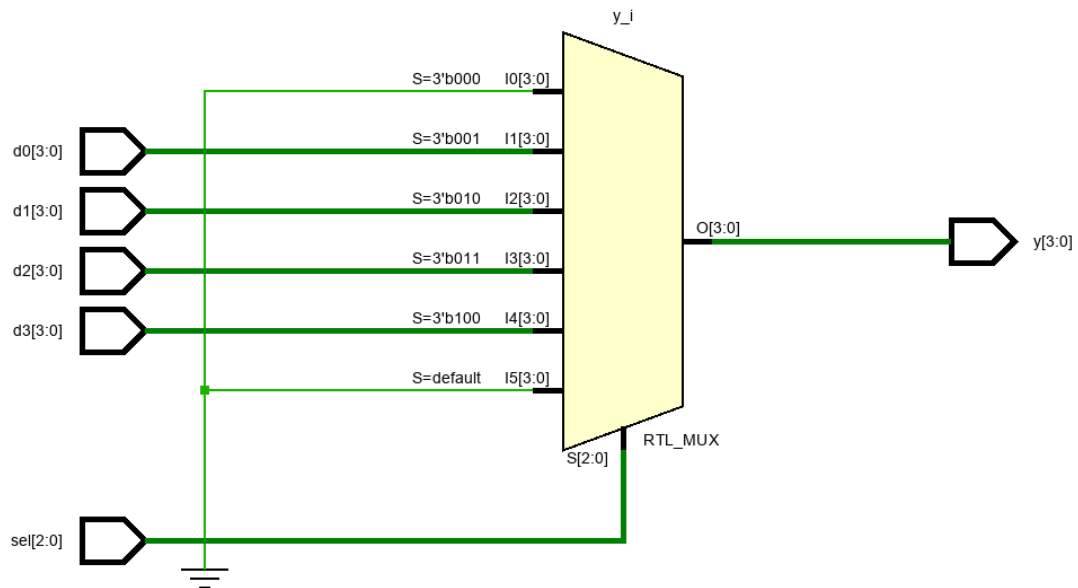 y_i
S=3'b000 I0[3:0]
d0[3:0] S=3'b001 I1[3:0]
d1[3:0] S=3'b010 I2[3:0]
O[3:0]
y[3:0]
d2[3:0] S=3'b011 I3[3:0]
d3[3:0] S=3'b100 I4[3:0]
S=default I5[3:0]
RTL_MUX
S[2:0]
sel[2:0]